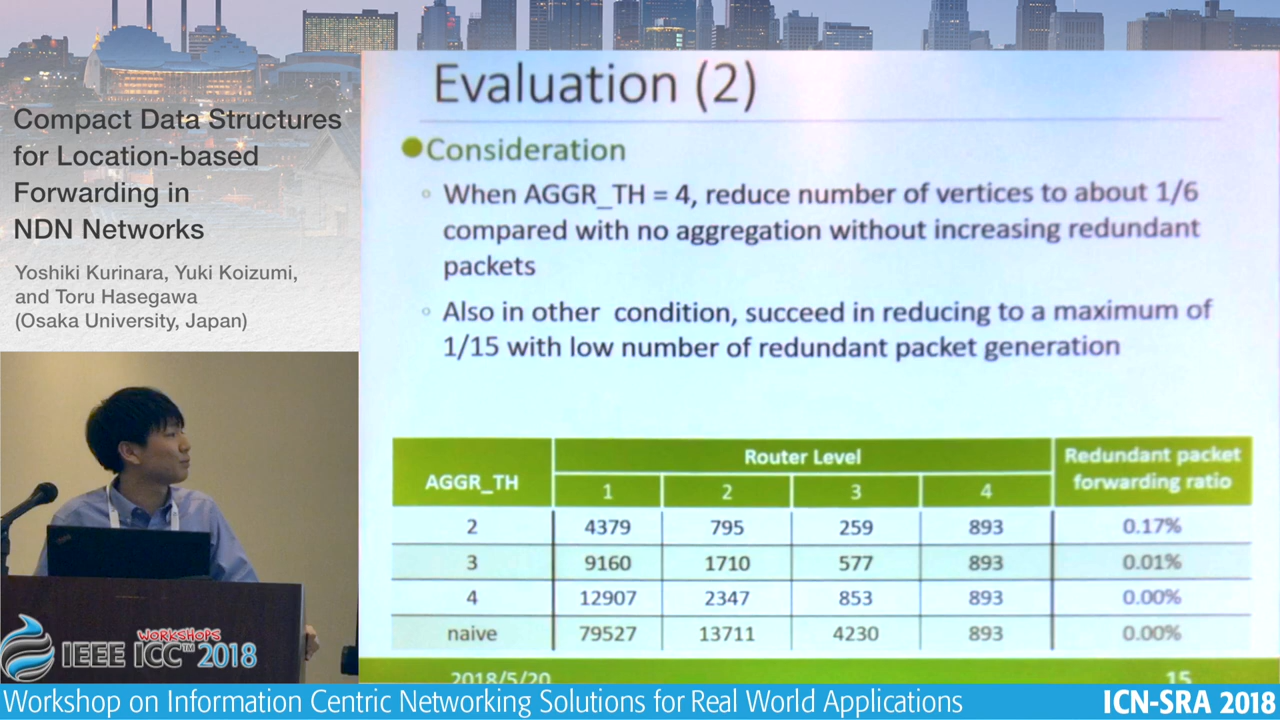 Compact Data Structures
for Location-based
Forwarding in
NDN Networks
Yoshiki Kurinara, Yuki Koizumi,
and Toru Hasegawa
(Osaka University, Japan)
Evaluation (2)
Consideration
When AGGR_TH = 4, reduce number of vertices to about 1/6
compared with no aggregation without increasing redundant
packets
Also in other condition, succeed in reducing to a maximum of
1/15 with low number of redundant packet generation
AGGR_TH Router Level Redundant packet forwarding ratio
1 2 3 4
2 4379 795 259 893 0.17%
3 9160 1710 577 893 0.01%
4 12907 2347 853 893 0.00%
naive 79527 13711 4230 893 0.00%
2018/5/20 15
WORKSHOPS
IEEE ICC™ 2018
Workshop on Information Centric Networking Solutions for Real World Applications ICN-SRA 2018